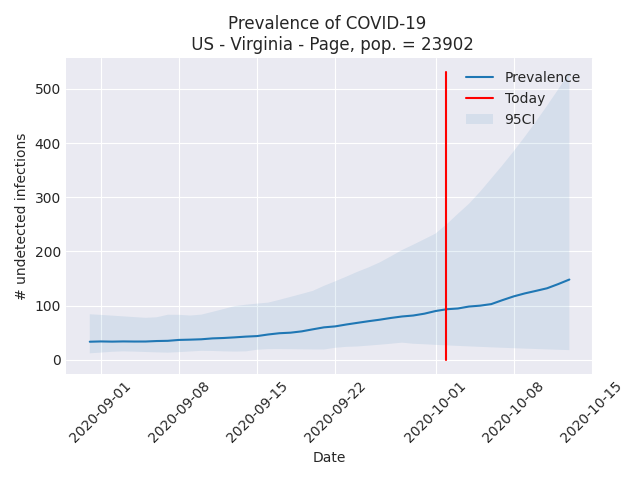 Prevalence of COVID-19
US - Virginia - Page, pop. = 23902
Prevalence
Today
95CI
# undetected infections
500
400
300
200
100
0
2020-09-01
2020-09-08
2020-09-15
2020-09-22
2020-10-01
2020-10-08
2020-10-15
Date